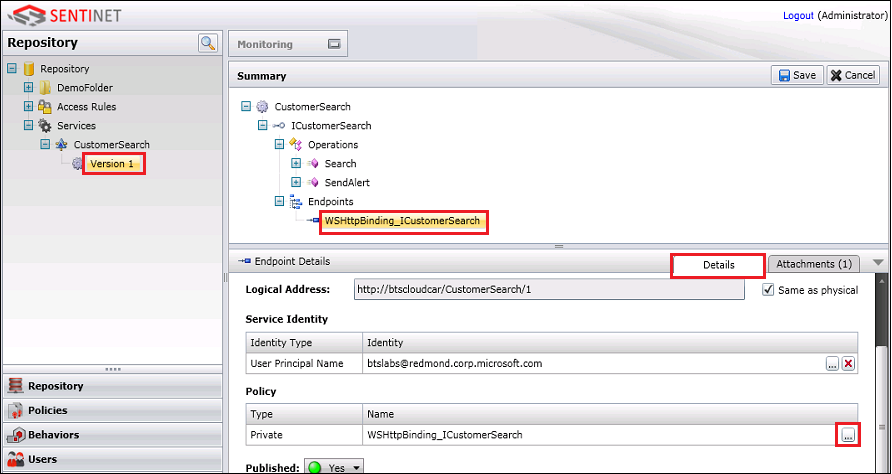 SENTINET
Logout (Administrator)
Repository
Monitoring
Repository
DemoFolder
Access Rules
Services
CustomerSearch
Version 1
Repository
Policies
Behaviors
Users
Summary
Save
Cancel
CustomerSearch
ICustomerSearch
Operations
Search
SendAlert
Endpoints
WSHttpBinding_ICustomerSearch
Endpoint Details
Details
Attachments (1)
Logical Address: http://btscloudcar/CustomerSearch/1 Same as physical
Service Identity
Identity Type Identity
User Principal Name btslabs@redmond.corp.microsoft.com ...
Policy
Type Name
Private WSHttpBinding_ICustomerSearch ...
Published: Yes